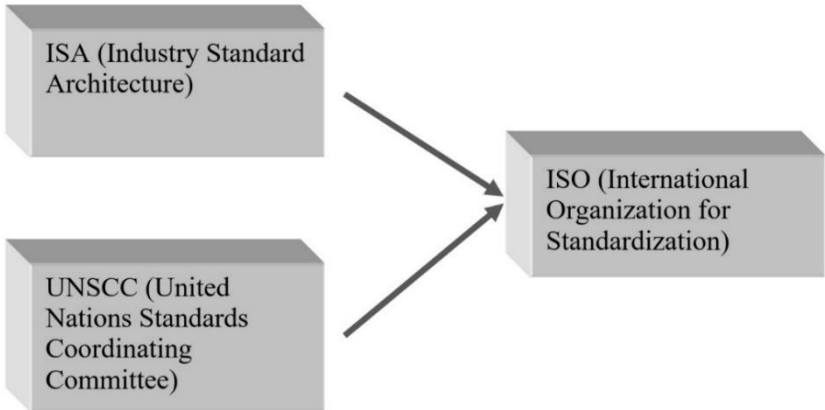 ISA (Industry Standard
Architecture)
UNSCC (United
Nations Standards
Coordinating
Committee)
ISO (International
Organization for
Standardization)